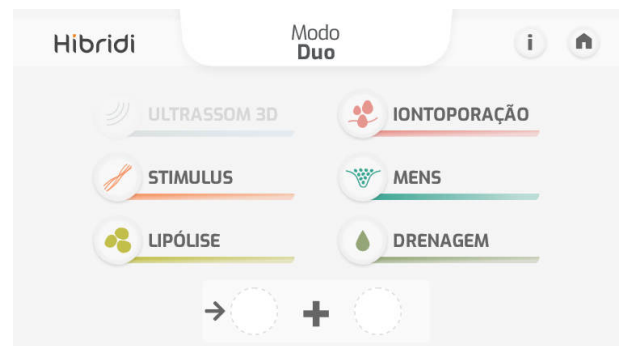 Hibridi
Modo
Duo
i
ULTRASSOM 3D
IONTOPORAÇÃO
STIMULUS
MENS
LIPÓLISE
DRENAGEM
+